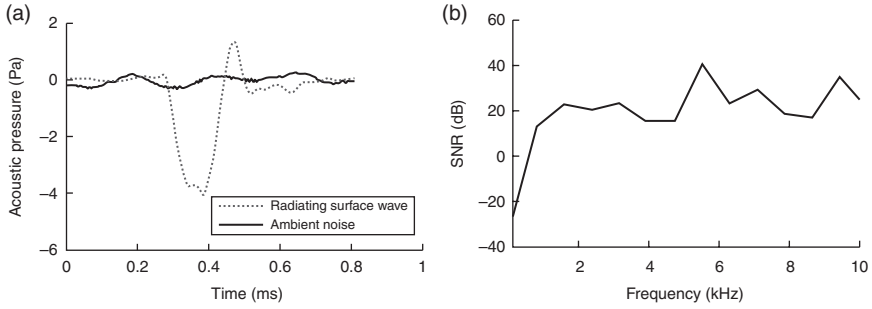 (a)
2
0
−2
−4
−6
Acoustic pressure (Pa)
Radiating surface wave
Ambient noise
0 0.2 0.4 0.6 0.8 1
Time (ms)
(b)
60
40
20
0
−20
−40
SNR (dB)
2 4 6 8 10
Frequency (kHz)